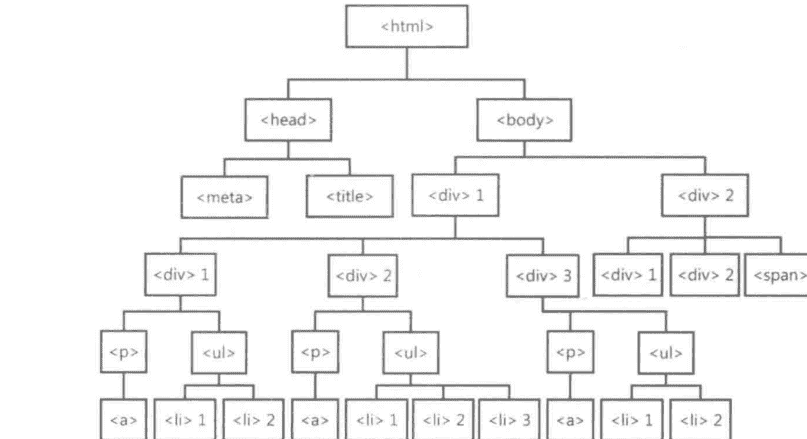 <html>
<head> <body>
<meta> <title> <div> 1 <div> 2
<div> 1 <div> 2 <div> 3 <div> 1 <div> 2 <span>
<p> <ul> <p> <ul> <p> <ul>
<a> <li> 1 <li> 2 <a> <li> 1 <li> 2 <li> 3 <a> <li> 1 <li> 2